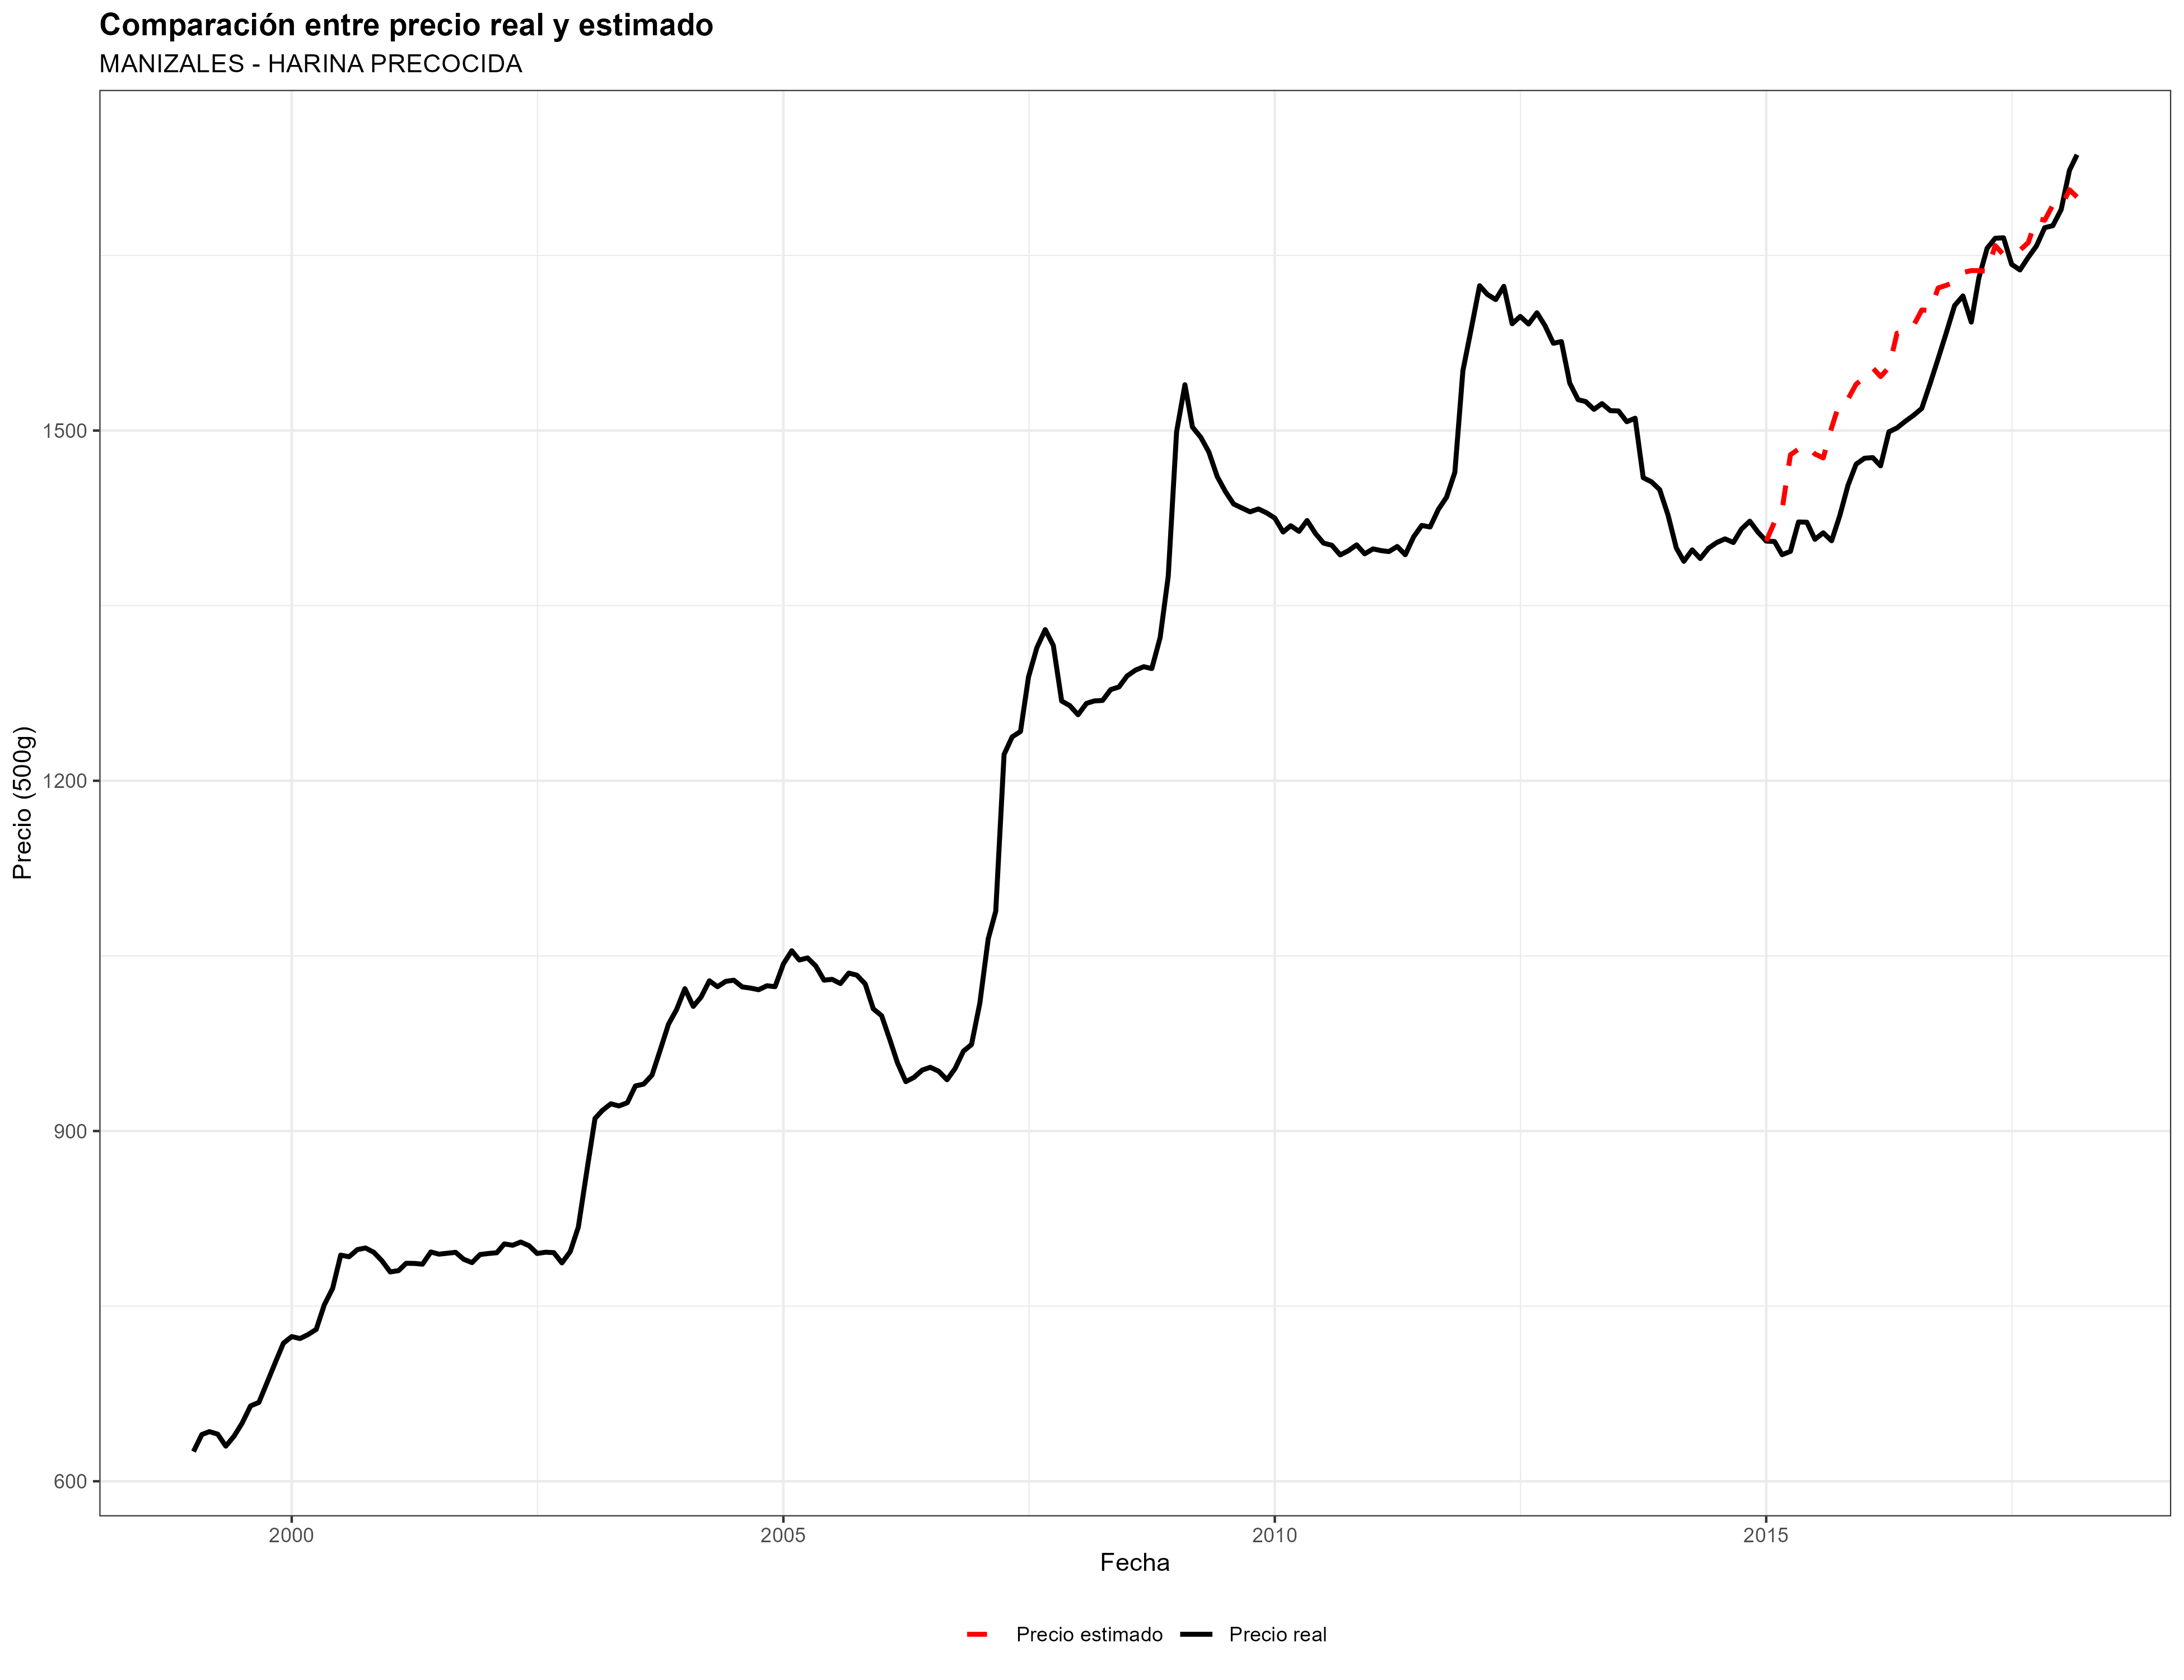 Comparación entre precio real y estimado
MANIZALES - HARINA PRECOCIDA
Precio (500g)
1500
1200
900
600
2000 2005 2010 2015
Fecha
Precio estimado Precio real